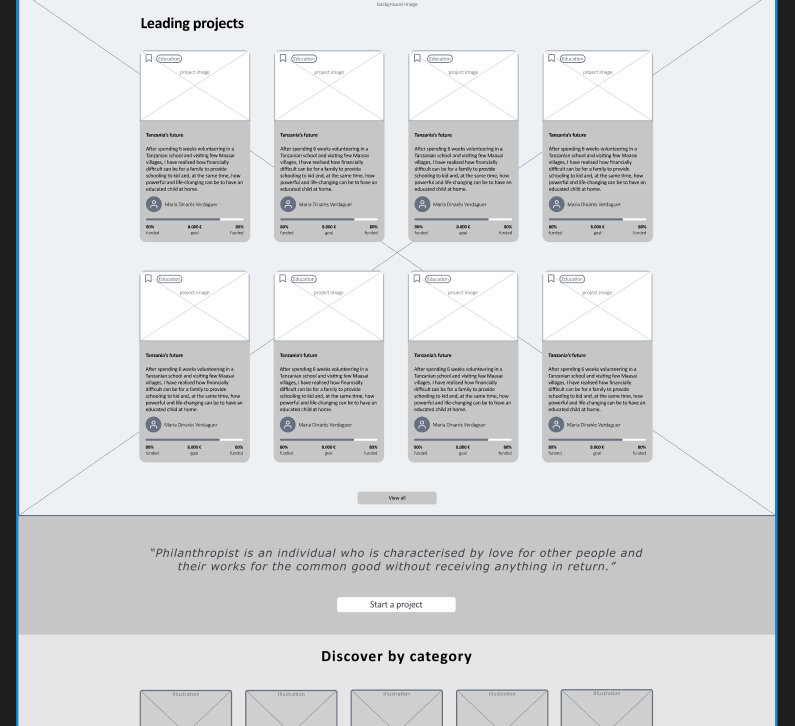 background-image
Leading projects
Education
Education
Education
Education
project image
project image
project image
project image
Tanzania's future
After spending 6 weeks volunteering in a
Tanzanian school and visiting few Maasai
villages, I have realised how financially
difficult can be for a family to provide
schooling to kid and, at the same time, how
powerful and life-changing can be to have an
educated child at home.
Maria Dinarès Verdaguer
80% 8.000 € 80%
funded goal funded
Tanzania's future
After spending 6 weeks volunteering in a
Tanzanian school and visiting few Maasai
villages, I have realised how financially
difficult can be for a family to provide
schooling to kid and, at the same time, how
powerful and life-changing can be to have an
educated child at home.
Maria Dinarès Verdaguer
80% 8.000 € 80%
funded goal funded
Tanzania's future
After spending 6 weeks volunteering in a
Tanzanian school and visiting few Maasai
villages, I have realised how financially
difficult can be for a family to provide
schooling to kid and, at the same time, how
powerful and life-changing can be to have an
educated child at home.
Maria Dinarès Verdaguer
80% 8.000 € 80%
funded goal funded
Tanzania's future
After spending 6 weeks volunteering in a
Tanzanian school and visiting few Maasai
villages, I have realised how financially
difficult can be for a family to provide
schooling to kid and, at the same time, how
powerful and life-changing can be to have an
educated child at home.
Maria Dinarès Verdaguer
80% 8.000 € 80%
funded goal funded
Education
Education
Education
Education
project image
project image
project image
project image
Tanzania's future
After spending 6 weeks volunteering in a
Tanzanian school and visiting few Maasai
villages, I have realised how financially
difficult can be for a family to provide
schooling to kid and, at the same time, how
powerful and life-changing can be to have an
educated child at home.
Maria Dinarès Verdaguer
80% 8.000 € 80%
funded goal funded
Tanzania's future
After spending 6 weeks volunteering in a
Tanzanian school and visiting few Maasai
villages, I have realised how financially
difficult can be for a family to provide
schooling to kid and, at the same time, how
powerful and life-changing can be to have an
educated child at home.
Maria Dinarès Verdaguer
80% 8.000 € 80%
funded goal funded
Tanzania's future
After spending 6 weeks volunteering in a
Tanzanian school and visiting few Maasai
villages, I have realised how financially
difficult can be for a family to provide
schooling to kid and, at the same time, how
powerful and life-changing can be to have an
educated child at home.
Maria Dinarès Verdaguer
80% 8.000 € 80%
funded goal funded
Tanzania's future
After spending 6 weeks volunteering in a
Tanzanian school and visiting few Maasai
villages, I have realised how financially
difficult can be for a family to provide
schooling to kid and, at the same time, how
powerful and life-changing can be to have an
educated child at home.
Maria Dinarès Verdaguer
80% 8.000 € 80%
funded goal funded
View all
"Philanthropist is an individual who is characterised by love for other people and
their works for the common good without receiving anything in return."
Start a project
Discover by category
Illustration
Illustration
Illustration
Illustration
Illustration